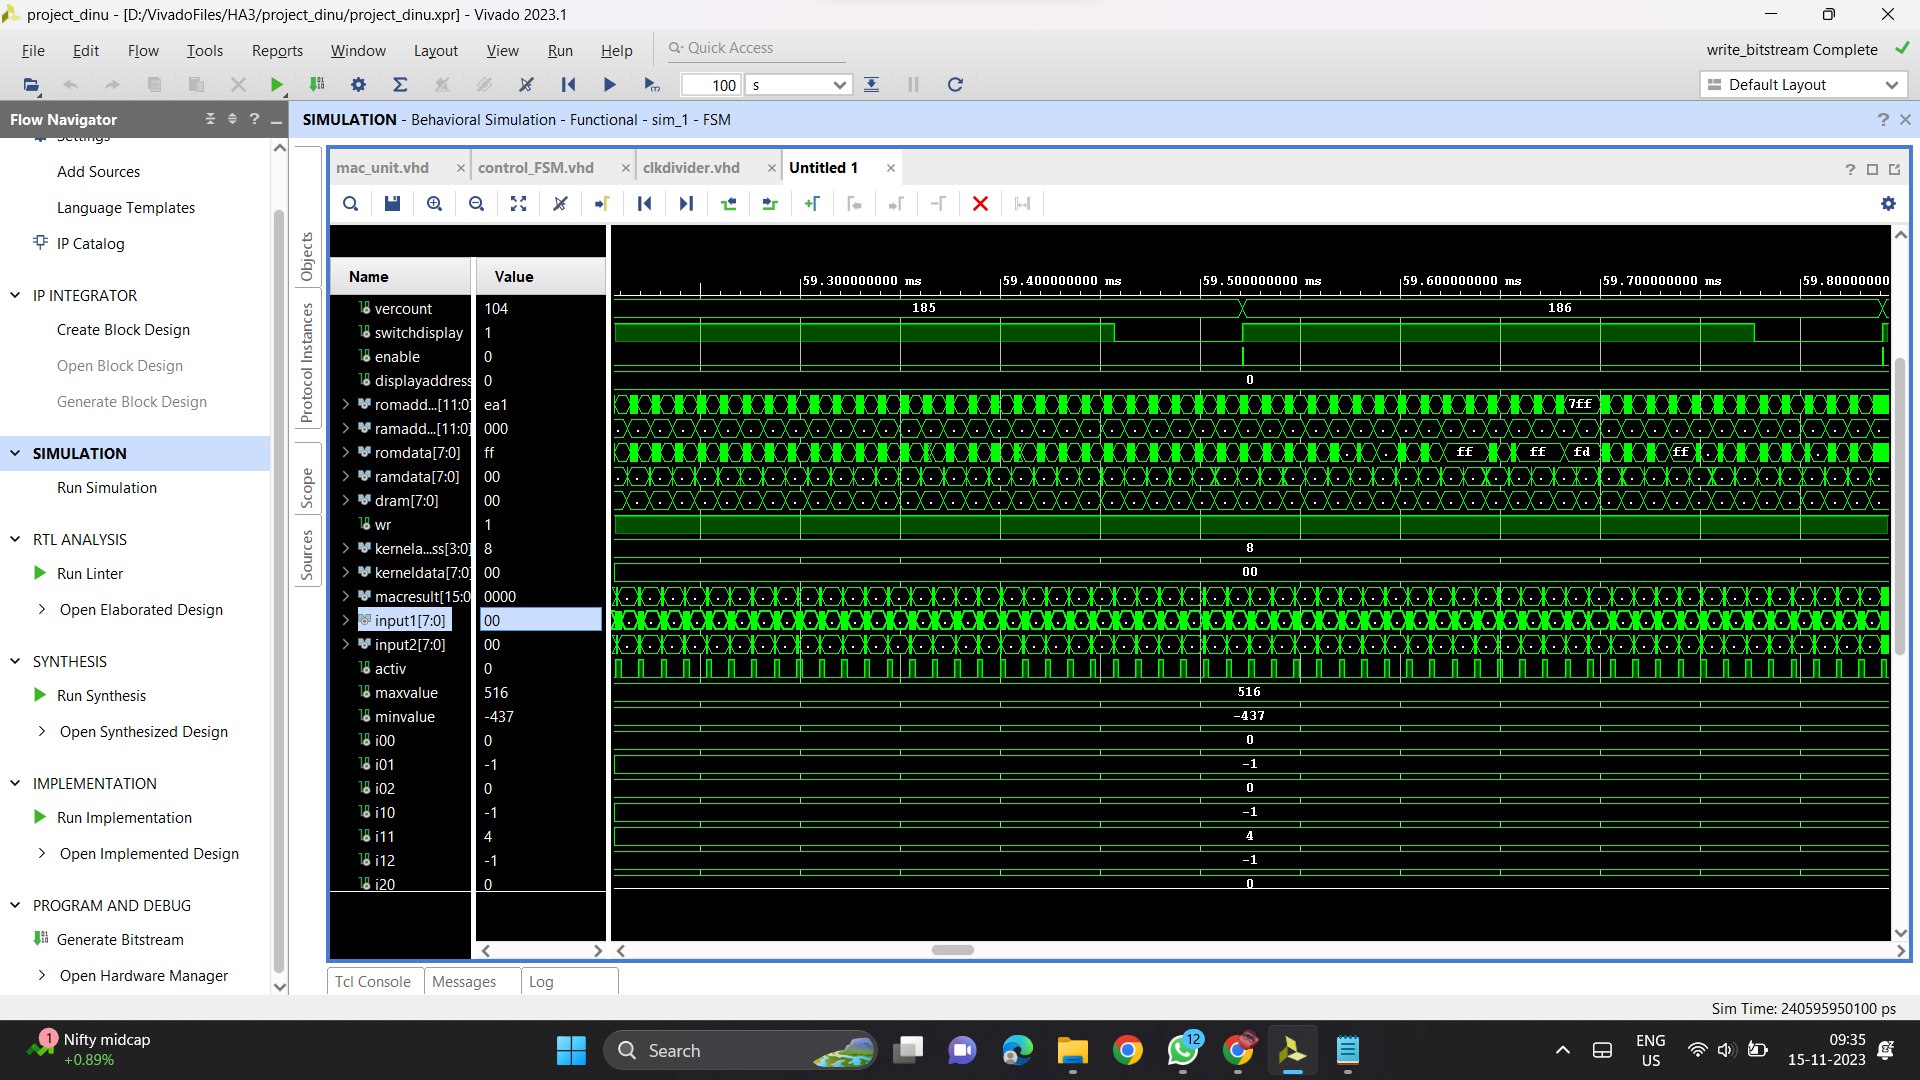 project_dinu - [D:/VivadoFiles/HA3/project_dinu/project_dinu.xpr] - Vivado 2023.1
File Edit Flow Tools Reports Window Layout View Run Help Quick Access
write_bitstream Complete
100 s
Default Layout
Flow Navigator
SIMULATION - Behavioral Simulation - Functional - sim_1 - FSM
Settings
Add Sources
Language Templates
IP Catalog
IP INTEGRATOR
Create Block Design
Open Block Design
Generate Block Design
SIMULATION
Run Simulation
RTL ANALYSIS
Run Linter
Open Elaborated Design
SYNTHESIS
Run Synthesis
Open Synthesized Design
IMPLEMENTATION
Run Implementation
Open Implemented Design
PROGRAM AND DEBUG
Generate Bitstream
Open Hardware Manager
Objects
Protocol Instances
Scope
Sources
mac_unit.vhd control_FSM.vhd clkdivider.vhd Untitled 1
Name Value
59.300000000 ms 59.400000000 ms 59.500000000 ms 59.600000000 ms 59.700000000 ms 59.80000000
vercount 104 185 186
switchdisplay 1
enable 0
displayaddress 0 0
romadd...[11:0] ea1 7ff
ramadd...[11:0] 000
romdata[7:0] ff ff ff fd ff
ramdata[7:0] 00
dram[7:0] 00
wr 1
kernela...ss[3:0] 8 8
kerneldata[7:0] 00 00
macresult[15:0 0000
input1[7:0] 00
input2[7:0] 00
activ 0
maxvalue 516 516
minvalue -437 -437
i00 0 0
i01 -1 -1
i02 0 0
i10 -1 -1
i11 4 4
i12 -1 -1
i20 0 0
Tcl Console Messages Log
Sim Time: 240595950100 ps
1
Nifty midcap
+0.89%
Search
12
ENG
US
09:35
15-11-2023